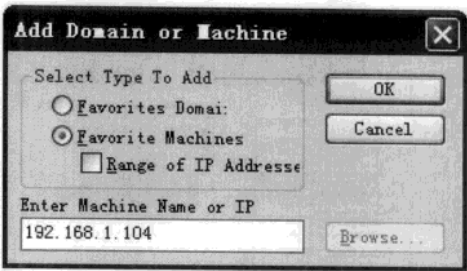 Add Domain or Machine
Select Type To Add
Favorites Domai:
Favorite Machines
Range of IP Addresse
OK
Cancel
Enter Machine Name or IP
192.168.1.104
Browse...